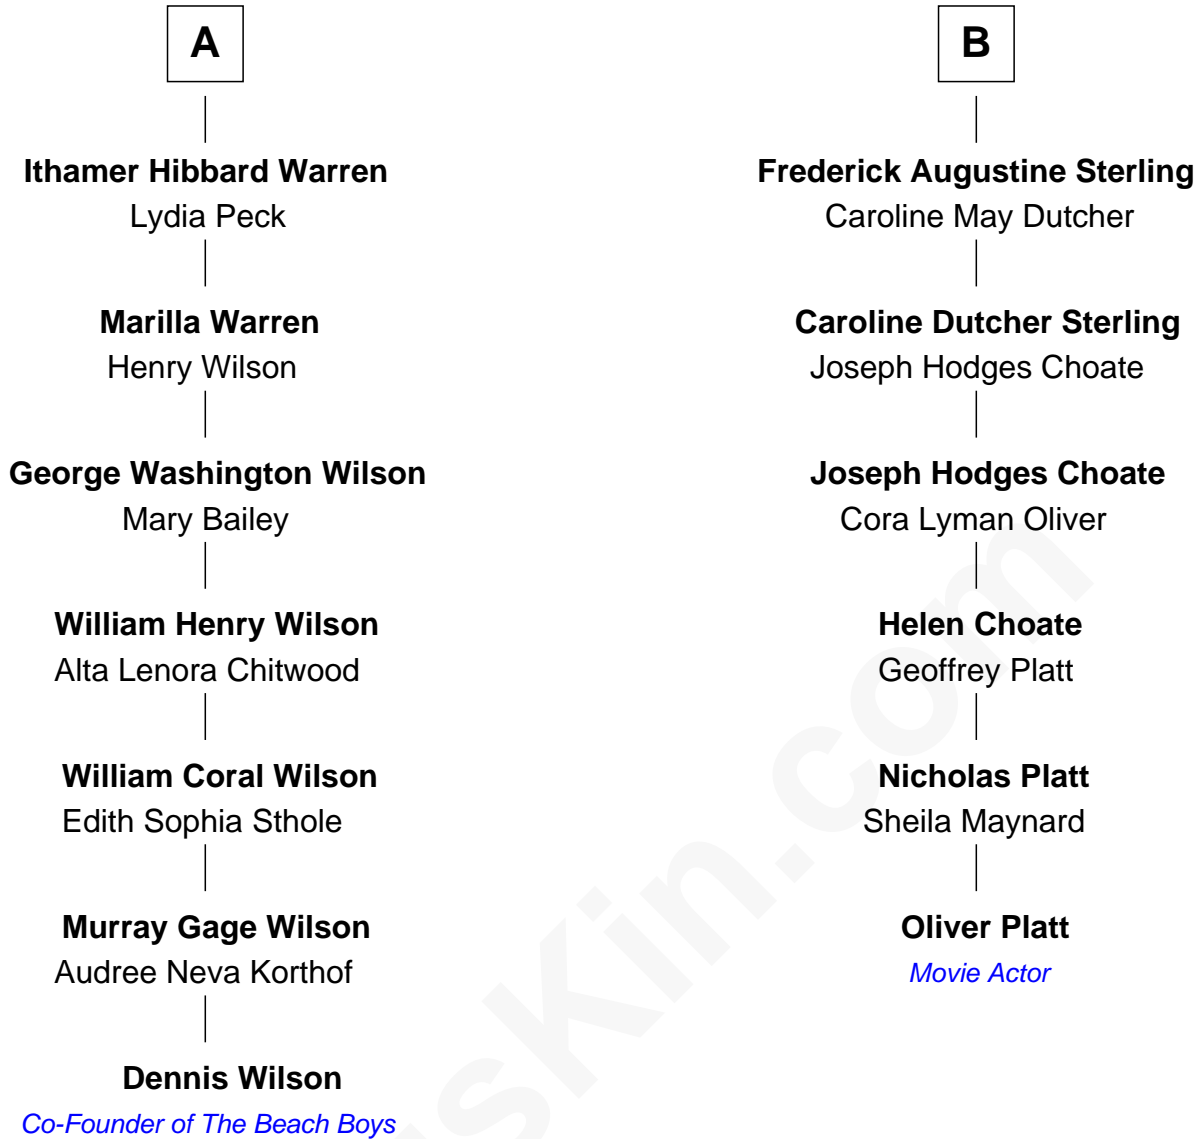 A
Ithamer Hibbard Warren
Lydia Peck
Marilla Warren
Henry Wilson
George Washington Wilson
Mary Bailey
William Henry Wilson
Alta Lenora Chitwood
William Coral Wilson
Edith Sophia Sthole
Murray Gage Wilson
Audree Neva Korthof
Dennis Wilson
Co-Founder of The Beach Boys
B
Frederick Augustine Sterling
Caroline May Dutcher
Caroline Dutcher Sterling
Joseph Hodges Choate
Joseph Hodges Choate
Cora Lyman Oliver
Helen Choate
Geoffrey Platt
Nicholas Platt
Sheila Maynard
Oliver Platt
Movie Actor